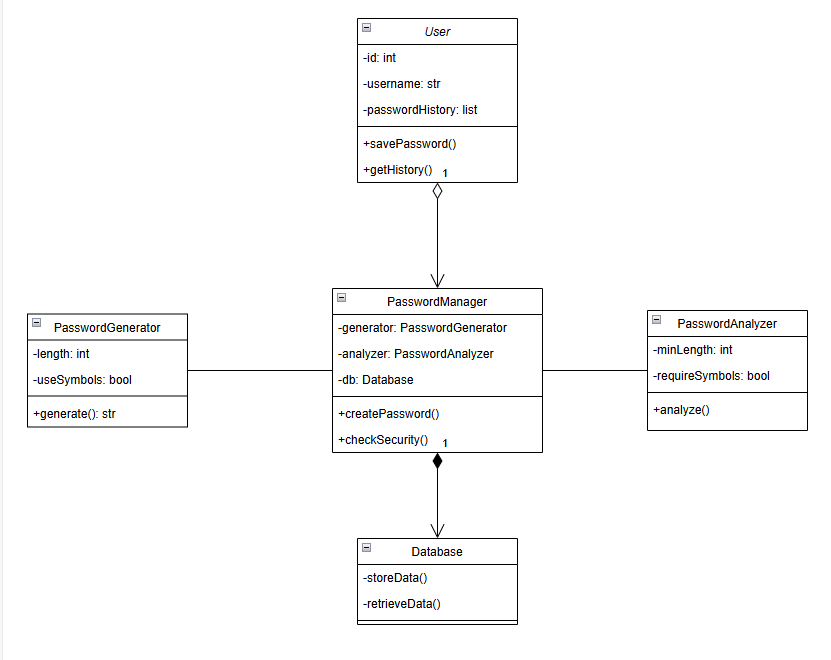 User
-id: int
-username: str
-passwordHistory: list
+savePassword()
+getHistory()
1
PasswordGenerator
-length: int
-useSymbols: bool
+generate(): str
PasswordManager
-generator: PasswordGenerator
-analyzer: PasswordAnalyzer
-db: Database
+createPassword()
+checkSecurity()
1
PasswordAnalyzer
-minLength: int
-requireSymbols: bool
+analyze()
Database
-storeData()
-retrieveData()